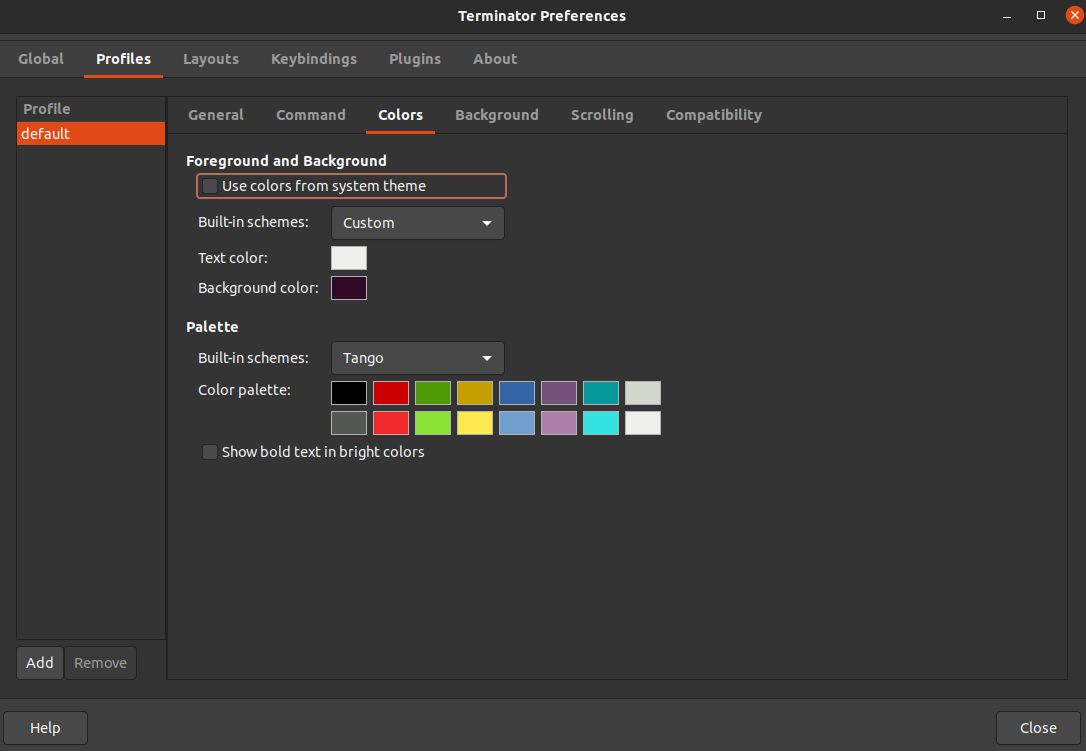 Terminator Preferences
Global Profiles Layouts Keybindings Plugins About
Profile
default
General Command Colors Background Scrolling Compatibility
Foreground and Background
Use colors from system theme
Built-in schemes: Custom
Text color:
Background color:
Palette
Built-in schemes: Tango
Color palette:
Show bold text in bright colors
Add Remove
Help Close